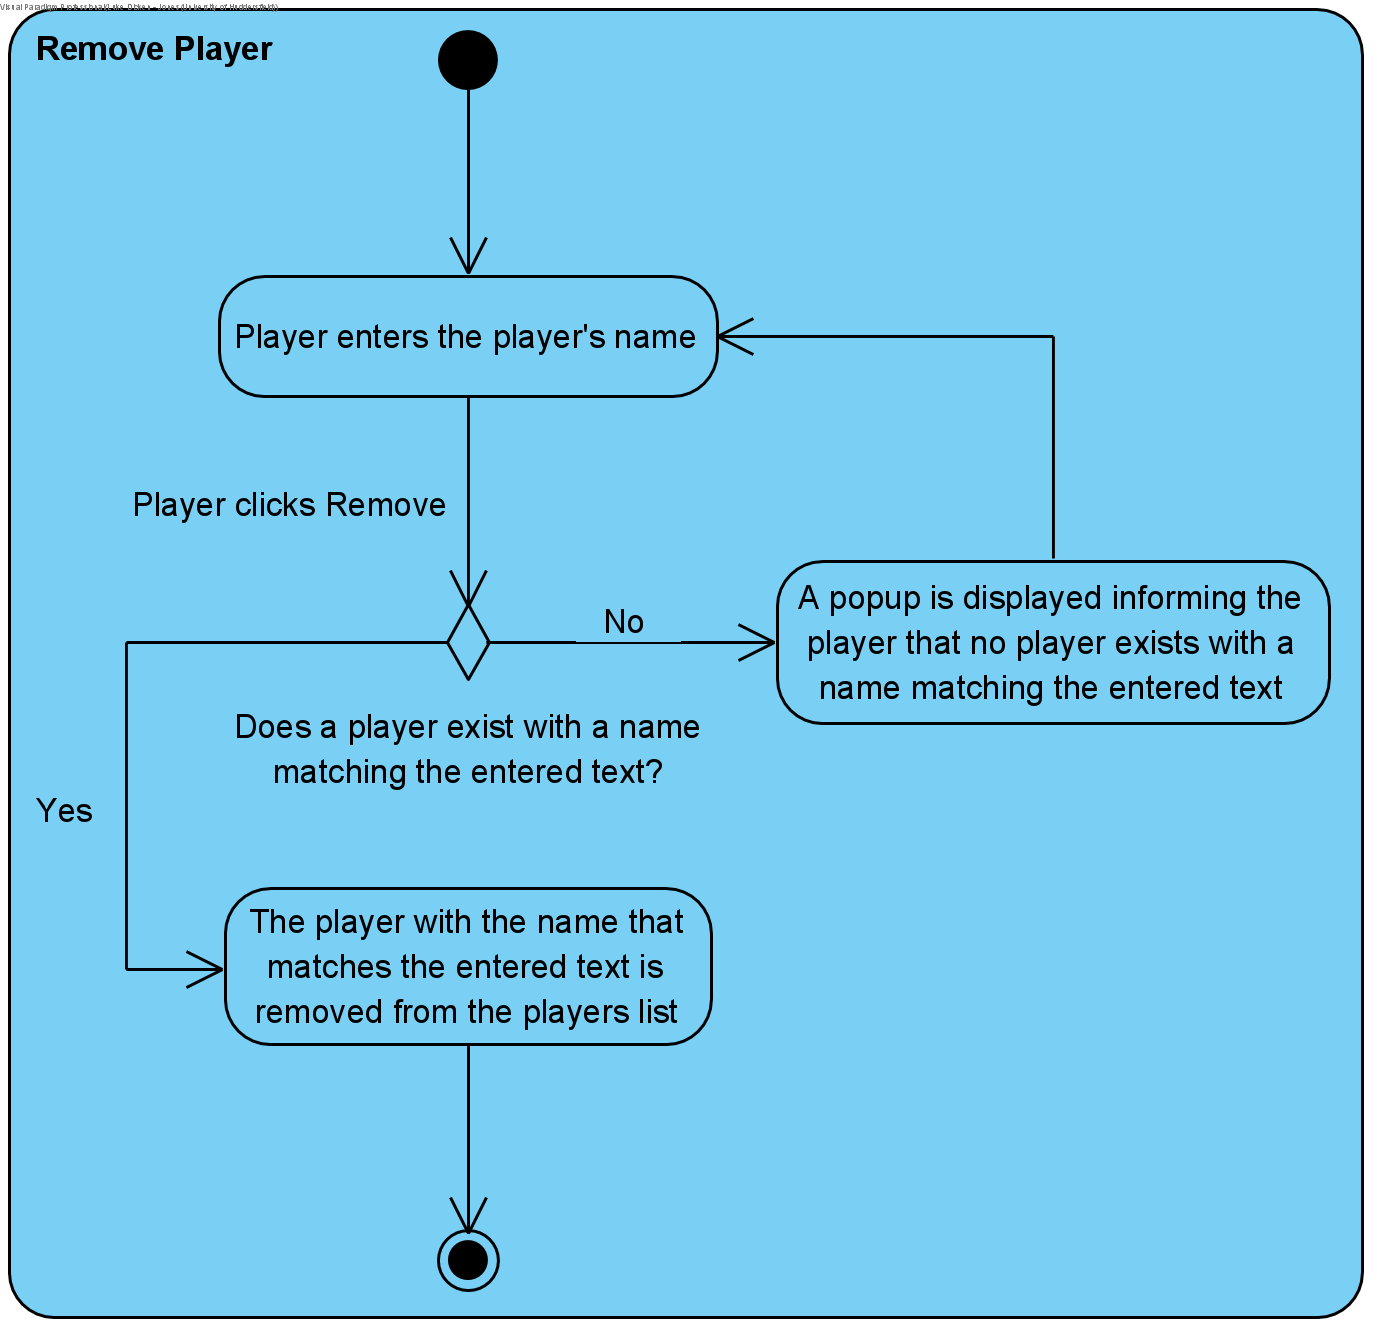 Visual Paradigm Professional
Remove Player
Player enters the player's name
Player clicks Remove
No
A popup is displayed informing the
player that no player exists with a
name matching the entered text
Does a player exist with a name
matching the entered text?
Yes
The player with the name that
matches the entered text is
removed from the players list